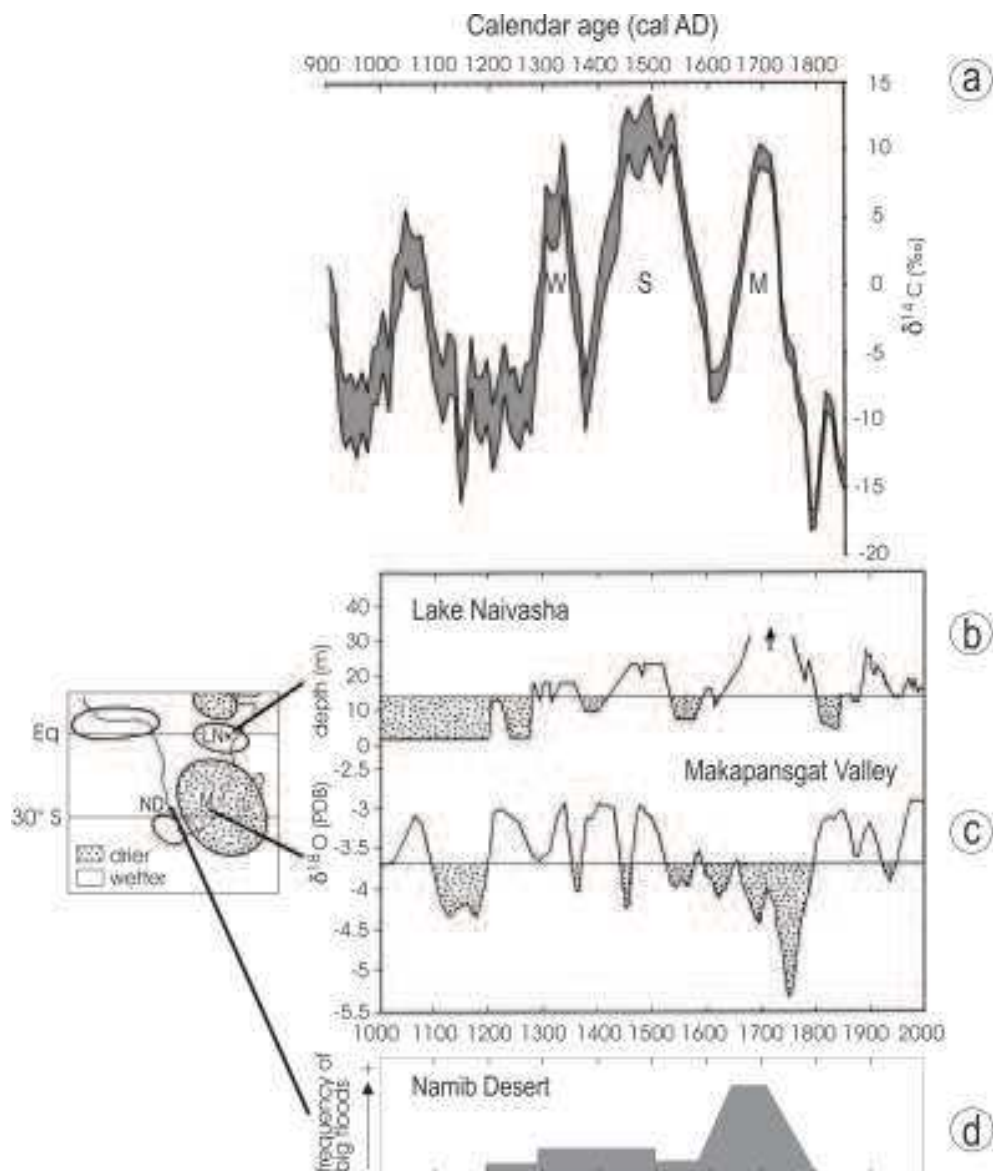 Calendar age (cal AD)
900 1000 1100 1200 1300 1400 1500 1600 1700 1800
a
15
10
5
0
-5
-10
-15
-20
δ¹⁴ C (‰)
W
S
M
Lake Naivasha
b
40
30
20
10
0
depth (m)
Makapansgat Valley
c
-2.5
-3
-3.5
-4
-4.5
-5
-5.5
δ¹⁸ O (PDB)
1000 1100 1200 1300 1400 1500 1600 1700 1800 1900 2000
Eq
30° S
LN
ND
M
drier
wetter
Namib Desert
d
frequency of
big floods
+